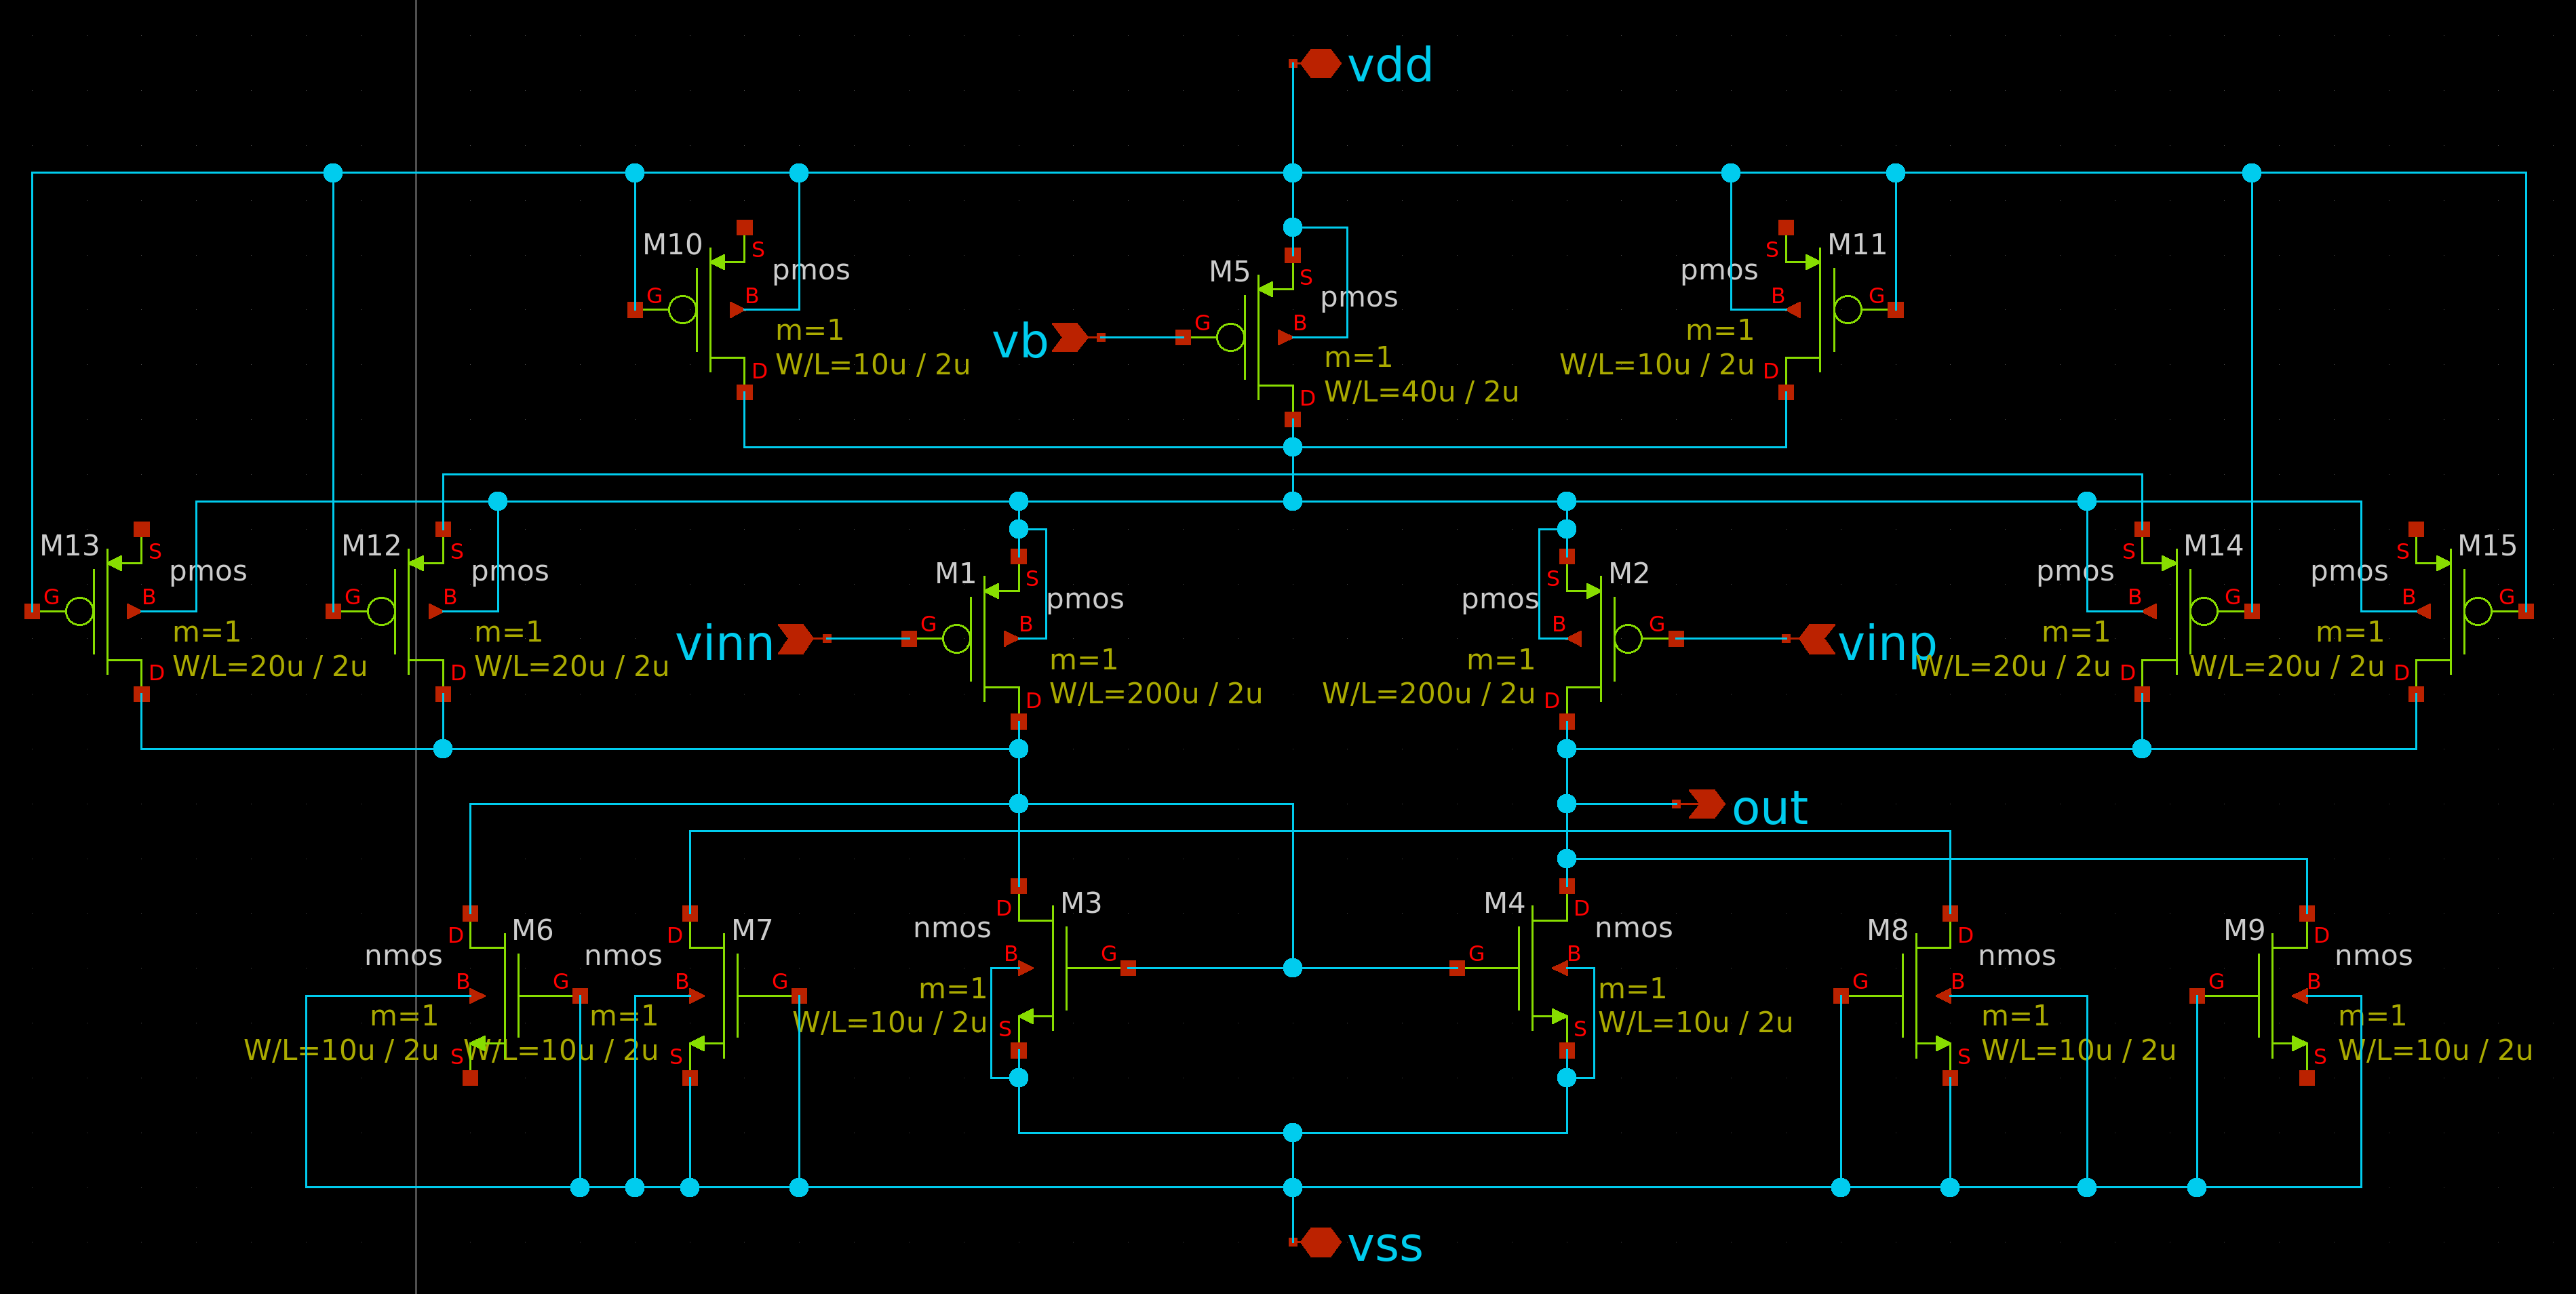 vdd
M10
S
pmos
G
B
m=1
W/L=10u / 2u
D
vb
M5
S
pmos
G
B
m=1
W/L=40u / 2u
D
M11
S
pmos
B
G
m=1
W/L=10u / 2u
D
M13
S
pmos
G
B
m=1
W/L=20u / 2u
D
M12
S
pmos
G
B
m=1
W/L=20u / 2u
D
vinn
M1
S
pmos
G
B
m=1
W/L=200u / 2u
D
M2
S
pmos
B
G
m=1
W/L=200u / 2u
D
vinp
M14
S
pmos
B
G
m=1
W/L=20u / 2u
D
M15
S
pmos
B
G
m=1
W/L=20u / 2u
D
out
M6
D
nmos
B
G
m=1
W/L=10u / 2u
S
M7
D
nmos
B
G
m=1
W/L=10u / 2u
S
M3
D
nmos
B
G
m=1
W/L=10u / 2u
S
M4
D
nmos
G
B
m=1
W/L=10u / 2u
S
M8
D
nmos
G
B
m=1
W/L=10u / 2u
S
M9
D
nmos
G
B
m=1
W/L=10u / 2u
S
vss